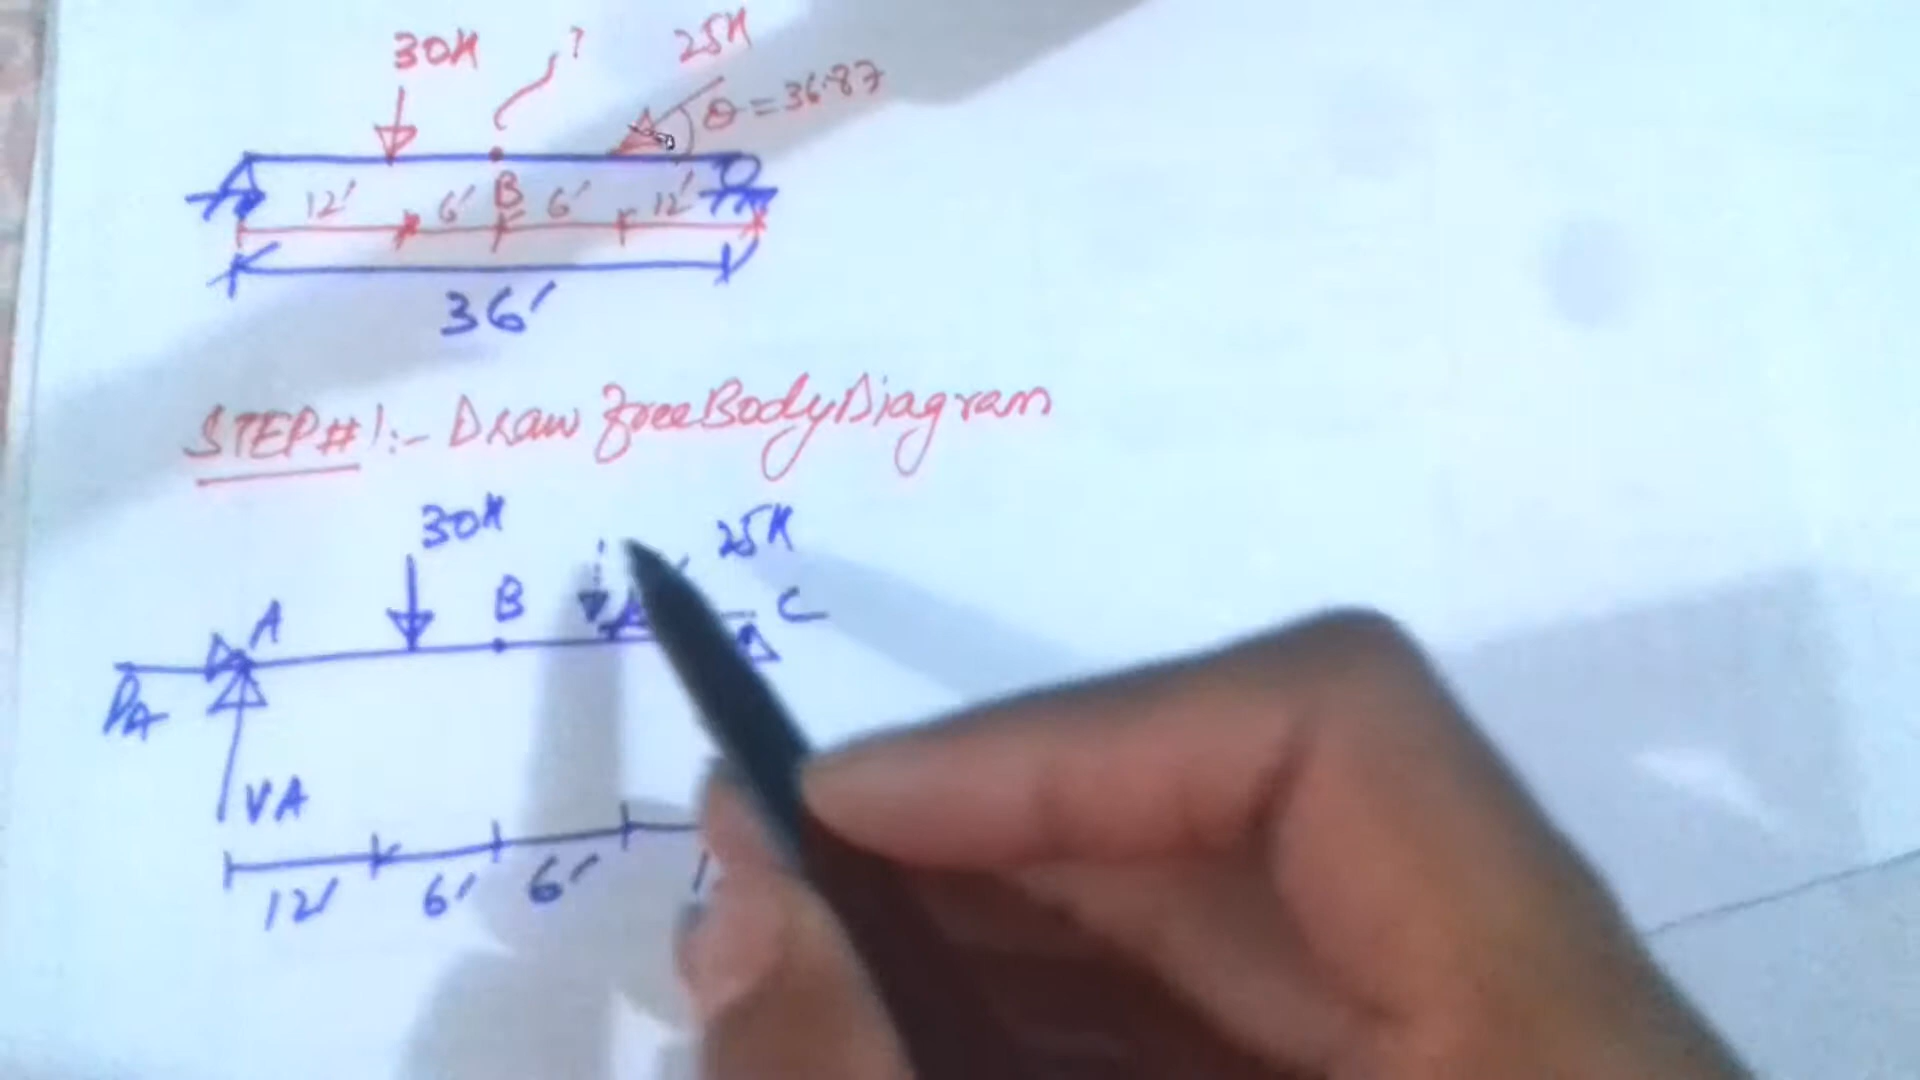 30K ? 25K
θ = 36.87
12' 6' B 6' 12'
36'
STEP#1:- Draw free Body Diagram
30K 25K
A B C
VA
12' 6' 6'